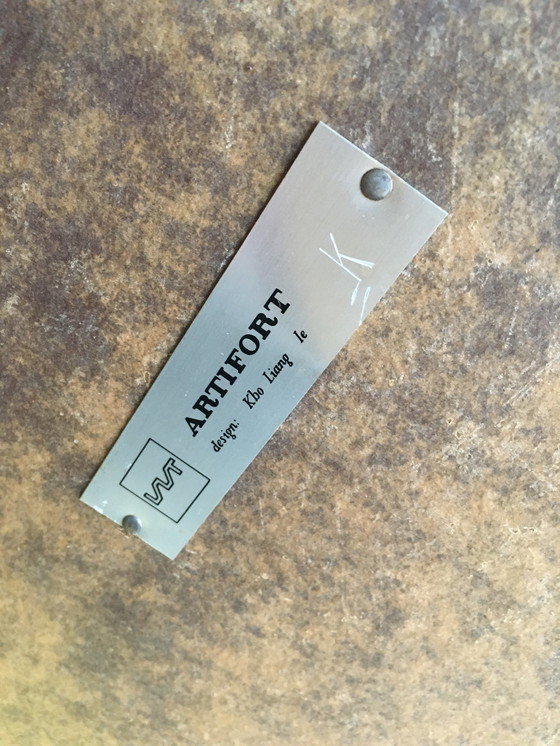 K
ARTIFORT
design: Kho Liang Ie